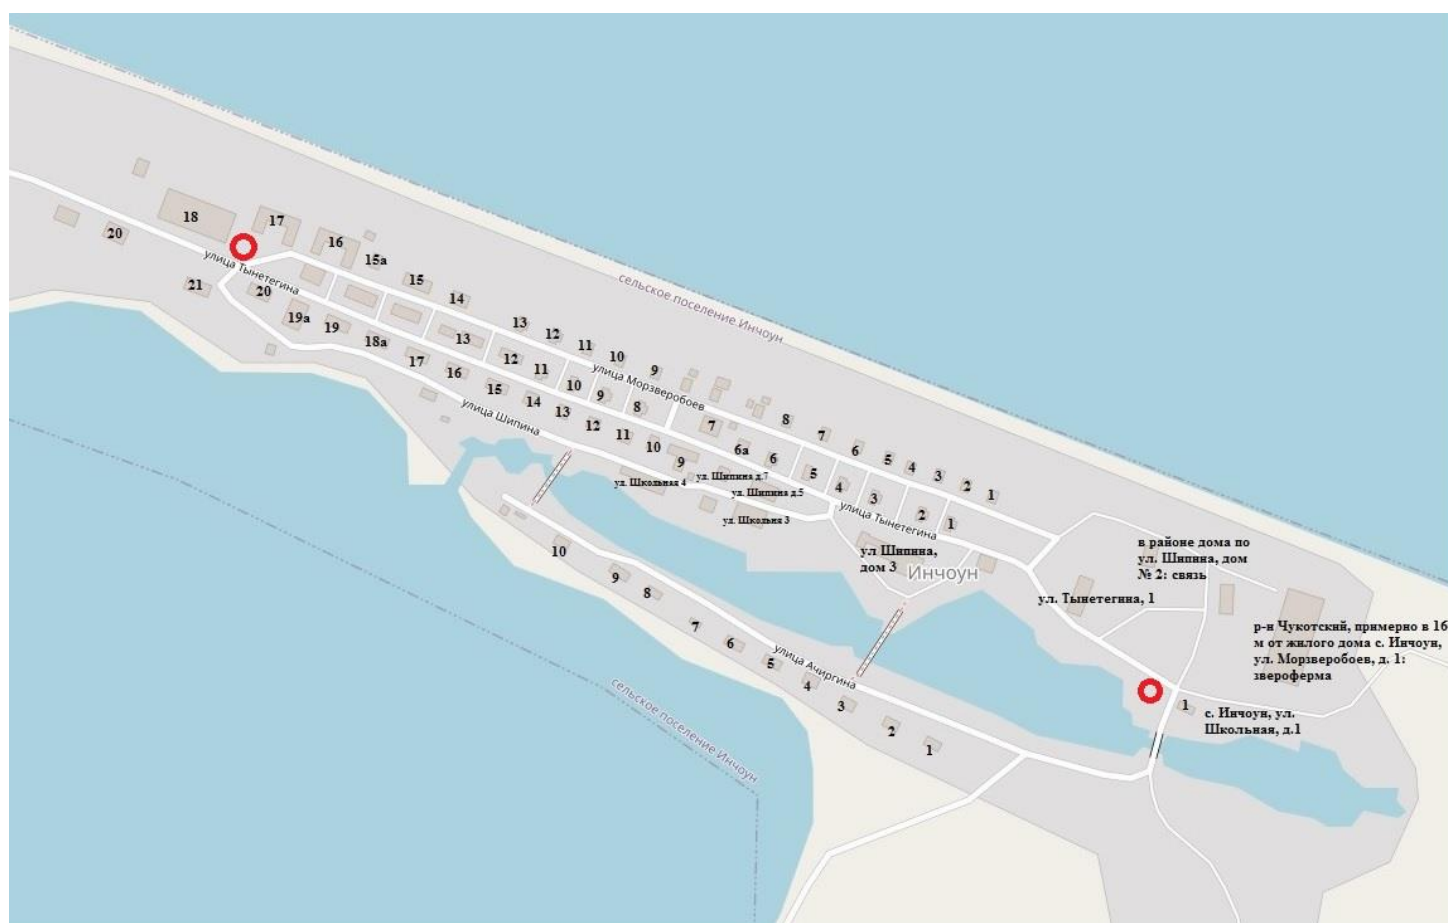 18
17
16
15а
15
14
13
12
11
10
9
8
7
6
5
4
3
2
1
20
21
20
19а
19
18а
17
16
15
14
13
12
11
10
9
13
12
11
10
9
8
7
6а
6
5
4
3
2
1
улица Тынетегина
улица Морзверобоев
улица Шипина
сельское поселение Инчоун
ул. Школьная 4
ул. Шипина д.7
ул. Шипина д.5
ул. Школьня 3
улица Тынетегина
ул Шипина,
дом 3
Инчоун
в районе дома по
ул. Шипина, дом
№ 2: связь
ул. Тынетегина, 1
р-н Чукотский, примерно в 16
м от жилого дома с. Инчоун,
ул. Морзверобоев, д. 1:
звероферма
1
с. Инчоун, ул.
Школьная, д.1
10
9
8
7
6
5
4
3
2
1
улица Ачиргина
сельское поселение Инчоун